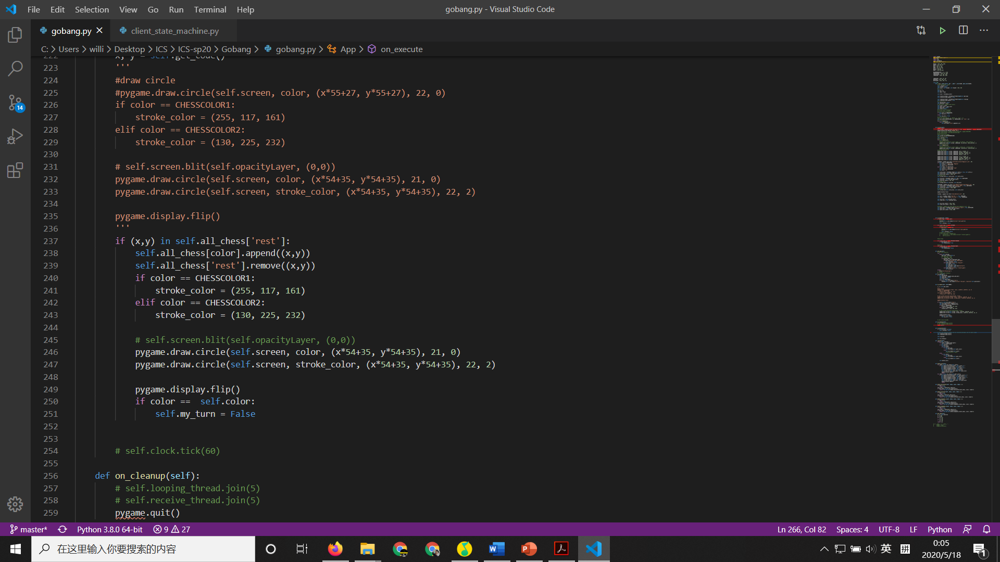 File Edit Selection View Go Run Terminal Help
gobang.py - Visual Studio Code
gobang.py
client_state_machine.py
C: > Users > willi > Desktop > ICS > ICS-sp20 > Gobang > gobang.py > App > on_execute
222 x, y = self.get_code()
223 '''
224 #draw circle
225 #pygame.draw.circle(self.screen, color, (x*55+27, y*55+27), 22, 0)
226 if color == CHESSCOLOR1:
227 stroke_color = (255, 117, 161)
228 elif color == CHESSCOLOR2:
229 stroke_color = (130, 225, 232)
230
231 # self.screen.blit(self.opacityLayer, (0,0))
232 pygame.draw.circle(self.screen, color, (x*54+35, y*54+35), 21, 0)
233 pygame.draw.circle(self.screen, stroke_color, (x*54+35, y*54+35), 22, 2)
234
235 pygame.display.flip()
236 '''
237 if (x,y) in self.all_chess['rest']:
238 self.all_chess[color].append((x,y))
239 self.all_chess['rest'].remove((x,y))
240 if color == CHESSCOLOR1:
241 stroke_color = (255, 117, 161)
242 elif color == CHESSCOLOR2:
243 stroke_color = (130, 225, 232)
244
245 # self.screen.blit(self.opacityLayer, (0,0))
246 pygame.draw.circle(self.screen, color, (x*54+35, y*54+35), 21, 0)
247 pygame.draw.circle(self.screen, stroke_color, (x*54+35, y*54+35), 22, 2)
248
249 pygame.display.flip()
250 if color ==  self.color:
251 self.my_turn = False
252
253
254 # self.clock.tick(60)
255
256 def on_cleanup(self):
257 # self.looping_thread.join(5)
258 # self.receive_thread.join(5)
259 pygame.quit()
14
master* Python 3.8.0 64-bit 9 27
Ln 266, Col 82 Spaces: 4 UTF-8 LF Python
在这里输入你要搜索的内容
英 拼
0:05
2020/5/18
1